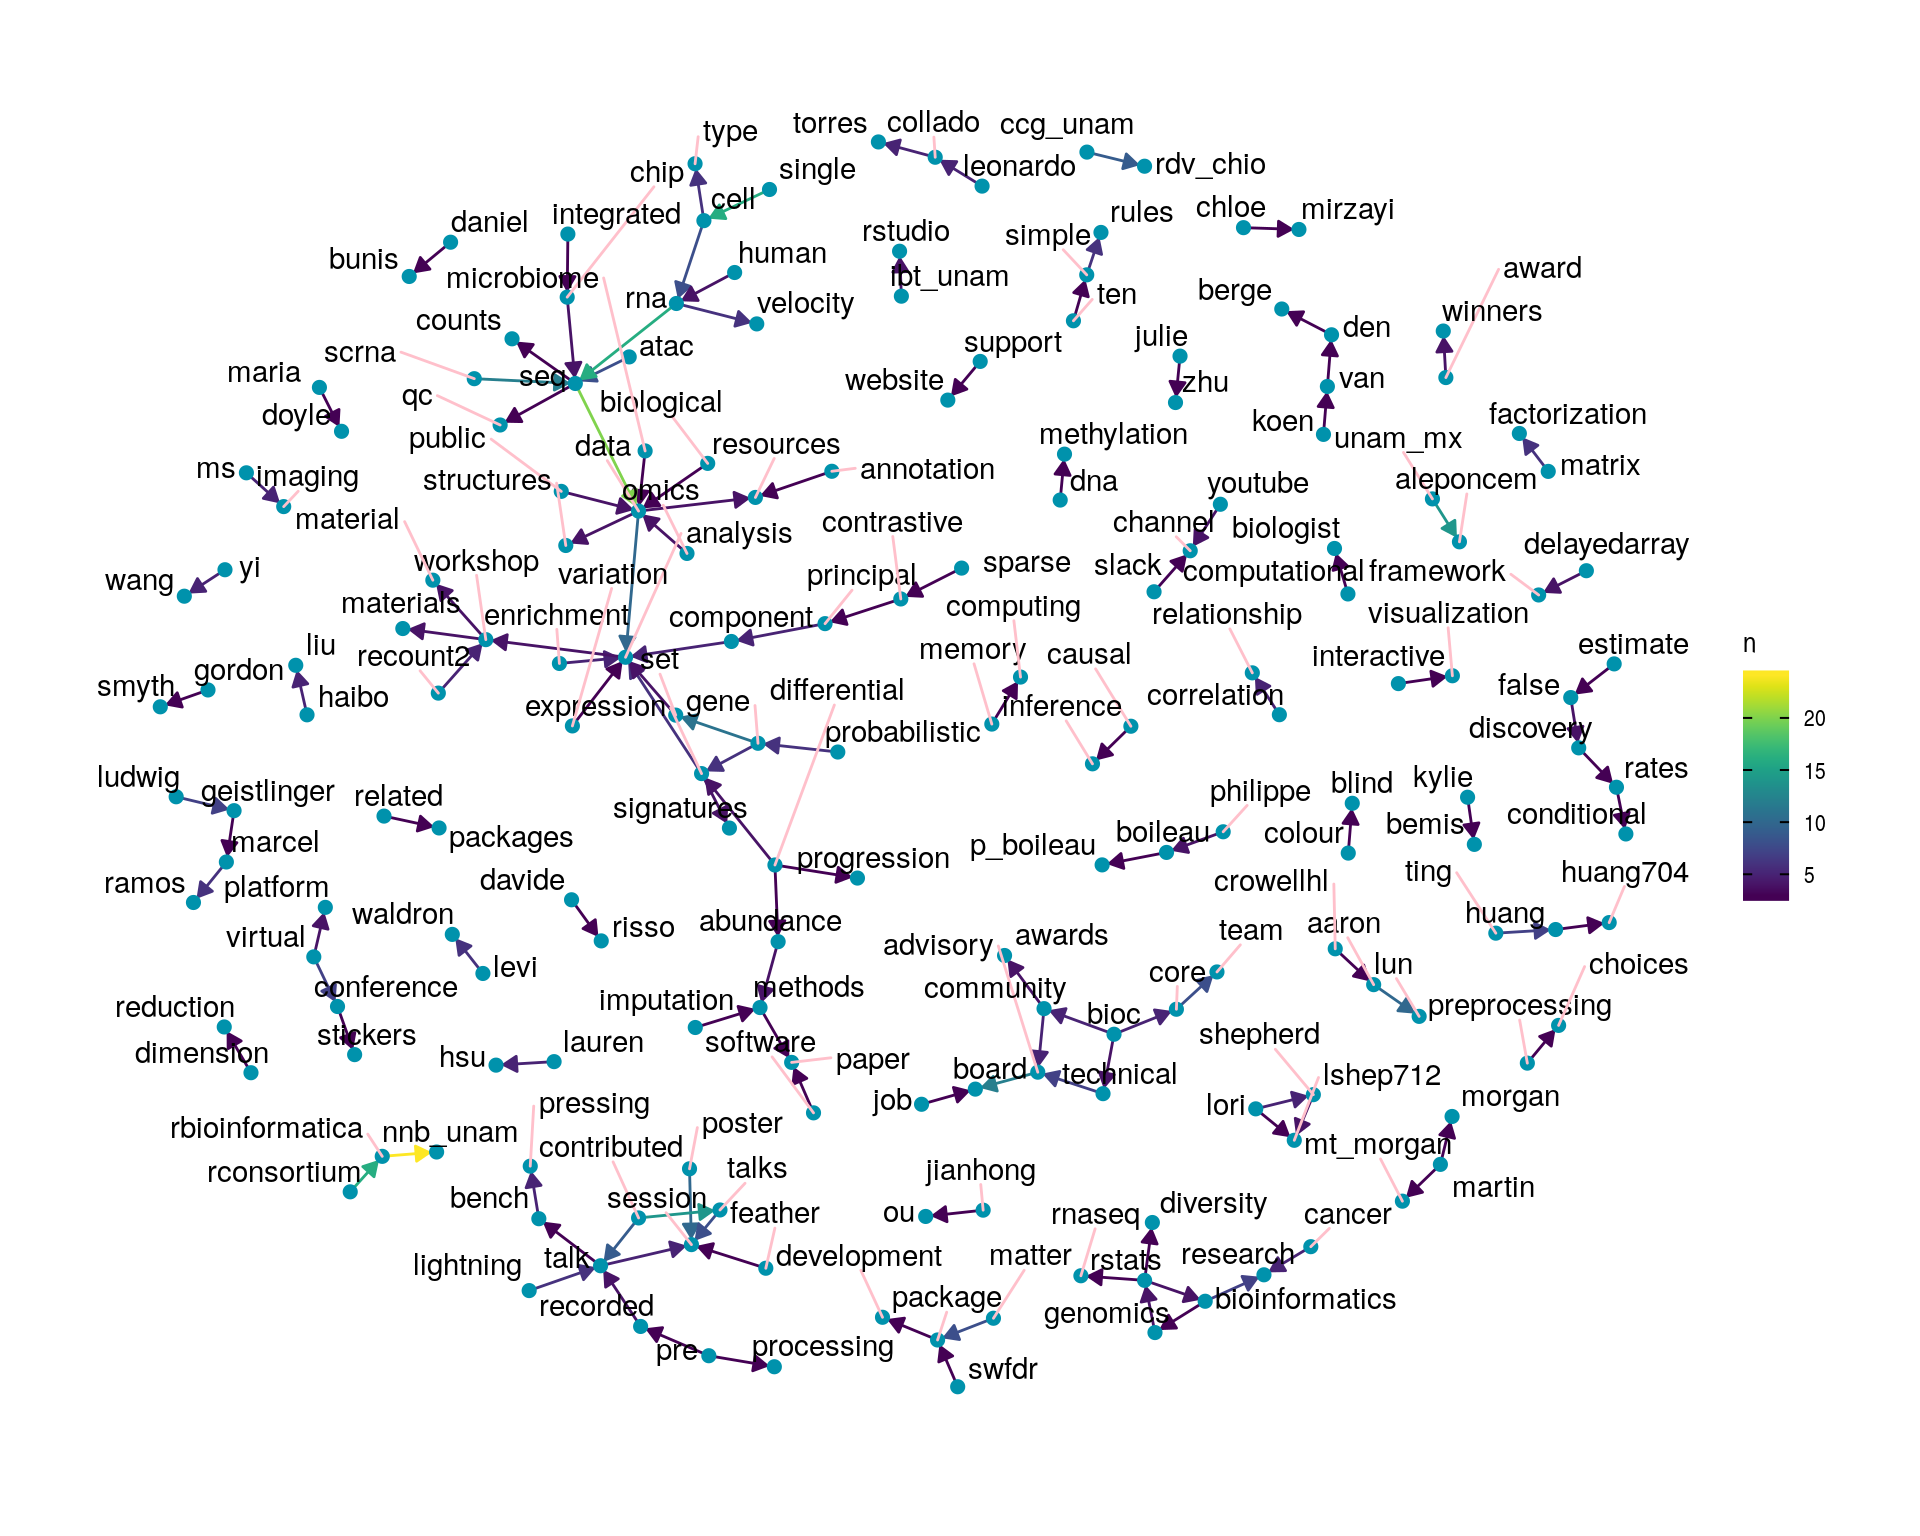 type
torres
collado
ccg_unam
chip
single
leonardo
rdv_chio
daniel
integrated
cell
rules
chloe
mirzayi
bunis
microbiome
human
rstudio
simple
award
counts
rna
velocity
ibt_unam
ten
berge
winners
scrna
atac
support
julie
den
maria
qc
seq
biological
website
zhu
van
factorization
doyle
public
data
resources
methylation
koen
unam_mx
matrix
ms
imaging
structures
omics
annotation
dna
youtube
aleponcem
material
analysis
contrastive
channel
biologist
delayedarray
wang
yi
workshop
variation
principal
sparse
slack
computational
framework
materials
enrichment
component
computing
relationship
visualization
liu
recount2
set
memory
causal
interactive
estimate
smyth
gordon
haibo
expression
gene
differential
inference
correlation
false
probabilistic
discovery
n
20
15
10
5
ludwig
geistlinger
related
signatures
philippe
blind
kylie
rates
marcel
packages
p_boileau
boileau
colour
bemis
conditional
ramos
platform
davide
progression
crowellhl
ting
huang704
virtual
waldron
risso
abundance
advisory
awards
team
aaron
huang
reduction
conference
levi
imputation
methods
community
core
lun
choices
dimension
stickers
hsu
lauren
software
paper
bioc
shepherd
preprocessing
job
board
technical
lori
lshep712
morgan
rbioinformatica
nnb_unam
pressing
contributed
poster
mt_morgan
rconsortium
bench
session
talks
jianhong
martin
lightning
talk
feather
ou
rnaseq
diversity
cancer
recorded
development
matter
rstats
research
pre
processing
package
genomics
bioinformatics
swfdr